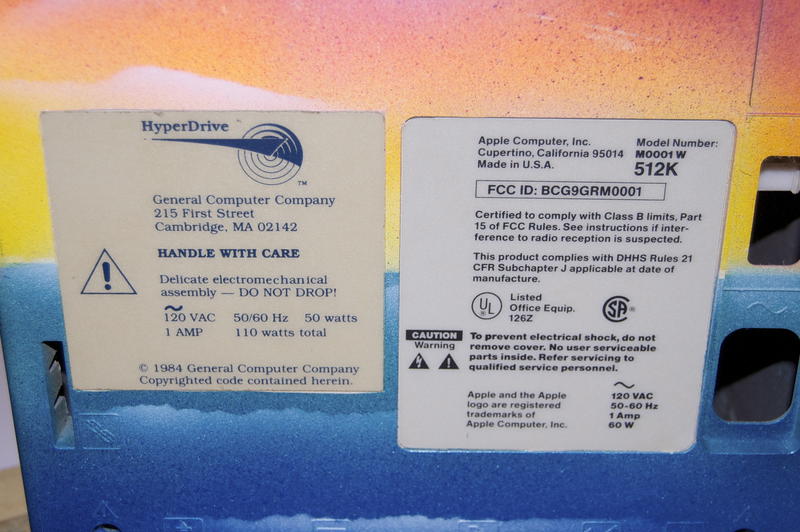 HyperDrive
™
General Computer Company
215 First Street
Cambridge, MA 02142
HANDLE WITH CARE
!
Delicate electromechanical
assembly — DO NOT DROP!
120 VAC 50/60 Hz 50 watts
1 AMP 110 watts total
© 1984 General Computer Company
Copyrighted code contained herein.
Apple Computer, Inc.
Cupertino, California 95014
Made in U.S.A.
Model Number:
M0001 W
512K
FCC ID: BCG9GRM0001
Certified to comply with Class B limits, Part
15 of FCC Rules. See instructions if inter-
ference to radio reception is suspected.
This product complies with DHHS Rules 21
CFR Subchapter J applicable at date of
manufacture.
UL
Listed
Office Equip.
126Z
SA®
CAUTION
Warning
To prevent electrical shock, do not
remove cover. No user serviceable
parts inside. Refer servicing to
qualified service personnel.
Apple and the Apple
logo are registered
trademarks of
Apple Computer, Inc.
120 VAC
50-60 Hz
1 Amp
60 W